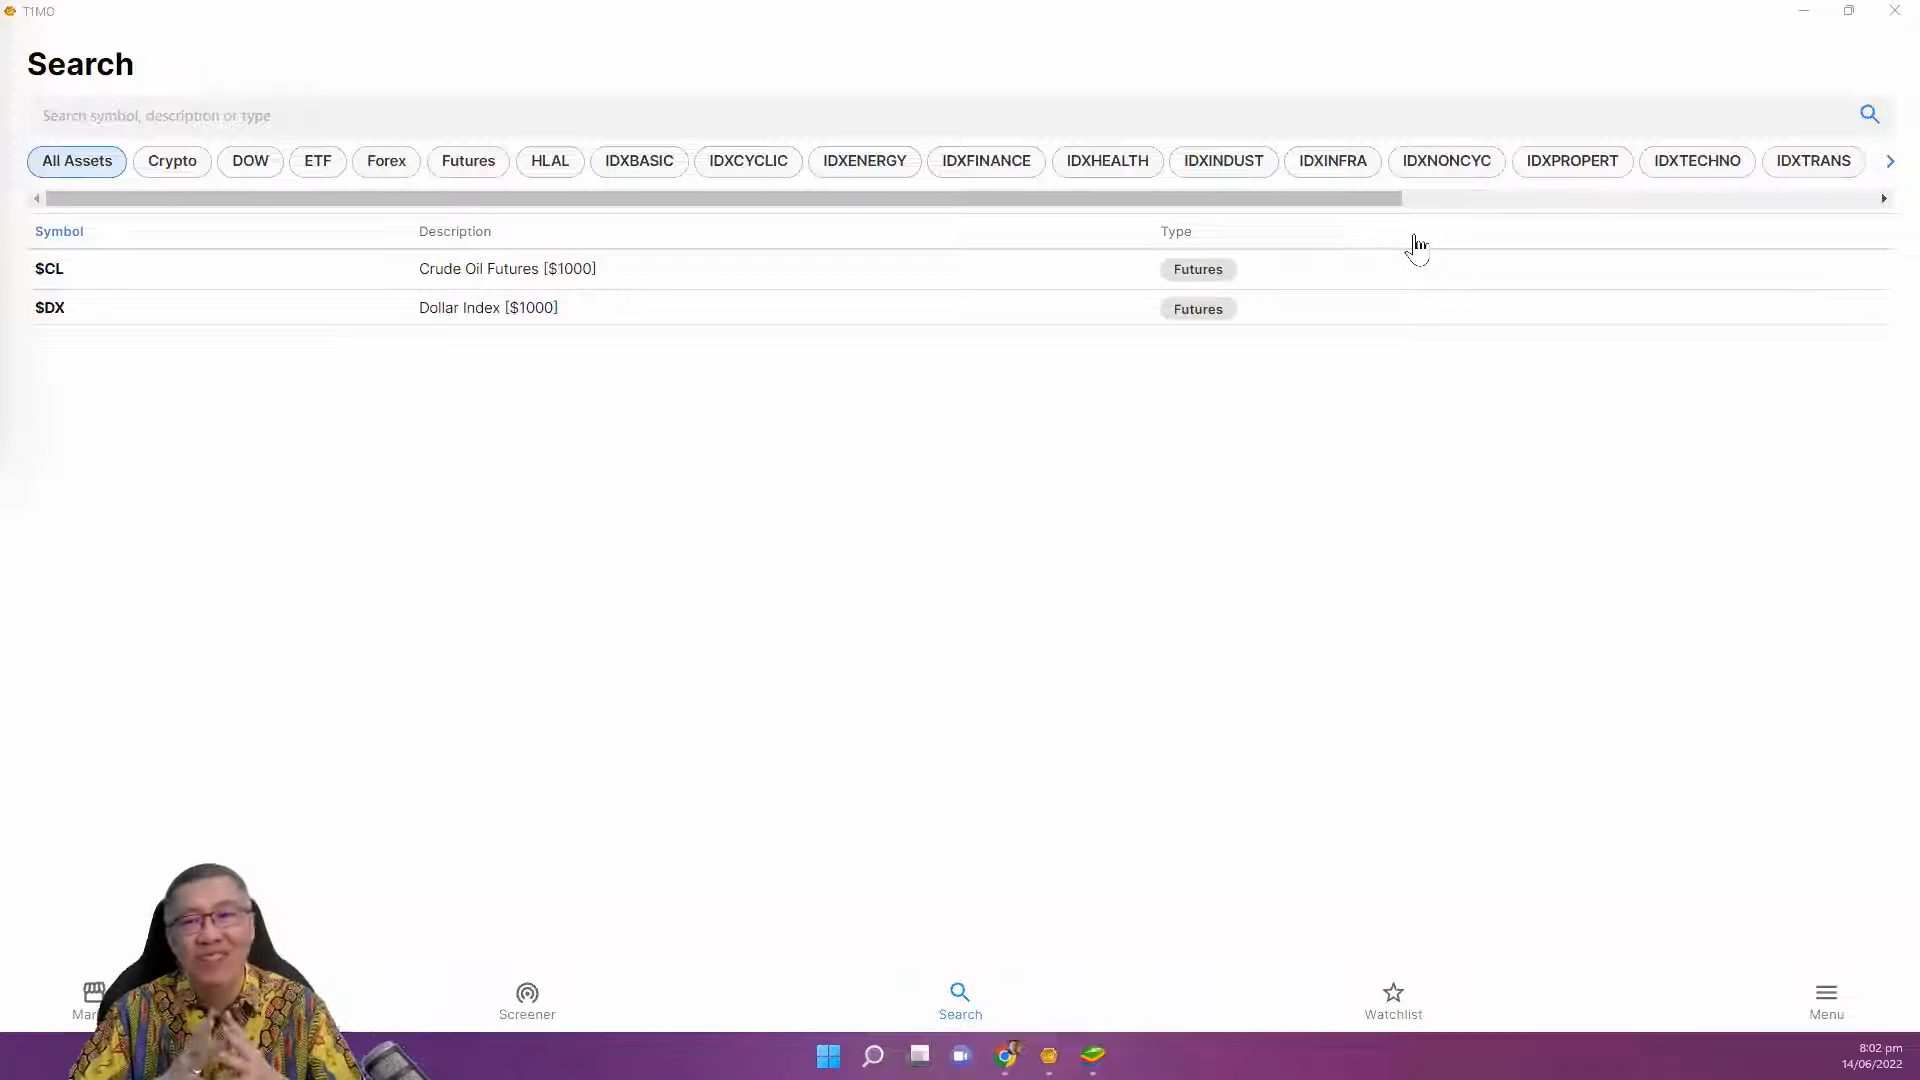 T1MO
Search
Search symbol, description or type
All Assets Crypto DOW ETF Forex Futures HLAL IDXBASIC IDXCYCLIC IDXENERGY IDXFINANCE IDXHEALTH IDXINDUST IDXINFRA IDXNONCYC IDXPROPERT IDXTECHNO IDXTRANS
Symbol Description Type
$CL Crude Oil Futures [$1000] Futures
$DX Dollar Index [$1000] Futures
Screener Search Watchlist Menu
8:02 pm
14/06/2022